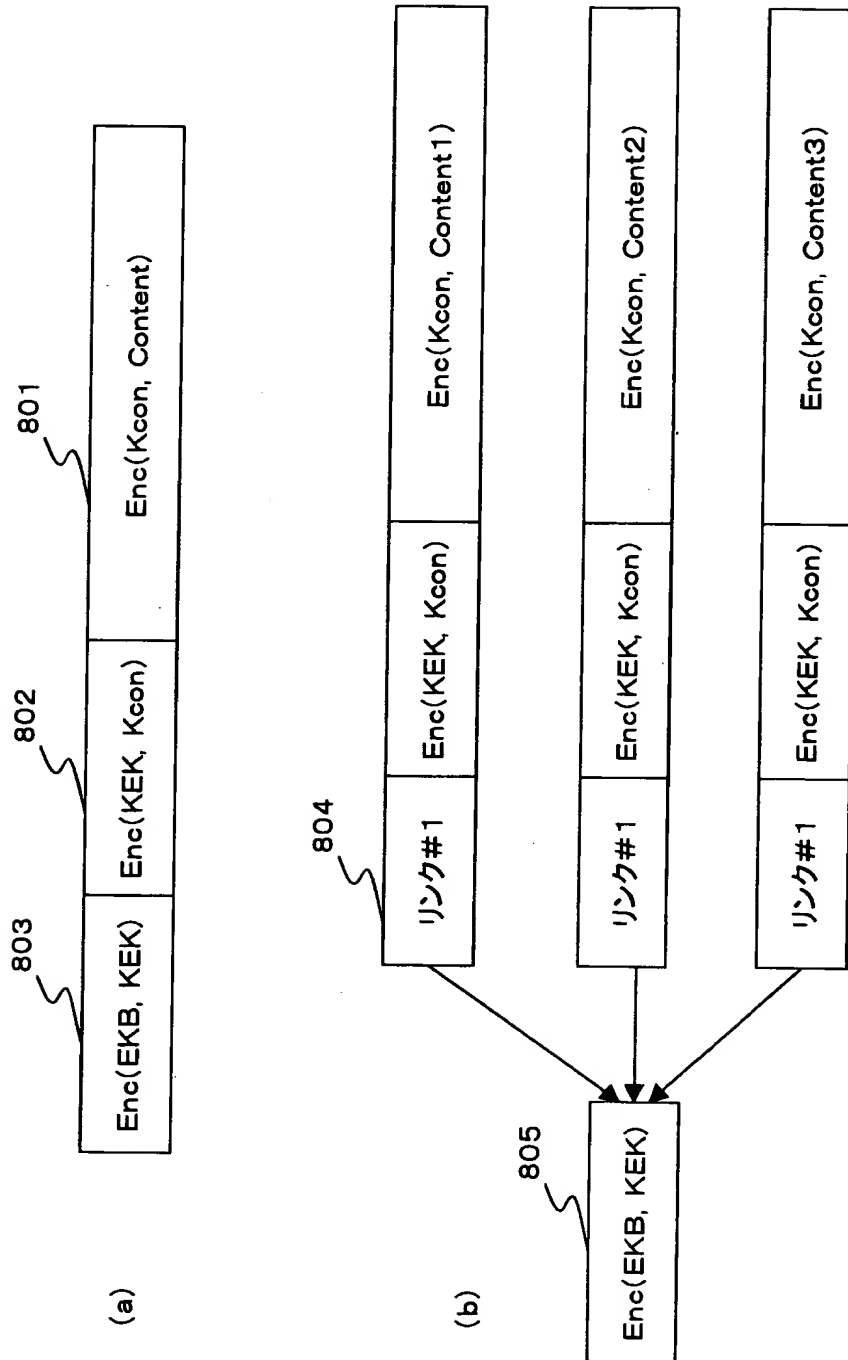 (a)
803
802
801
Enc(EKB, KEK)
Enc(KEK, Kcon)
Enc(Kcon, Content)
(b)
804
リンク#1
Enc(KEK, Kcon)
Enc(Kcon, Content1)
805
Enc(EKB, KEK)
リンク#1
Enc(KEK, Kcon)
Enc(Kcon, Content2)
リンク#1
Enc(KEK, Kcon)
Enc(Kcon, Content3)